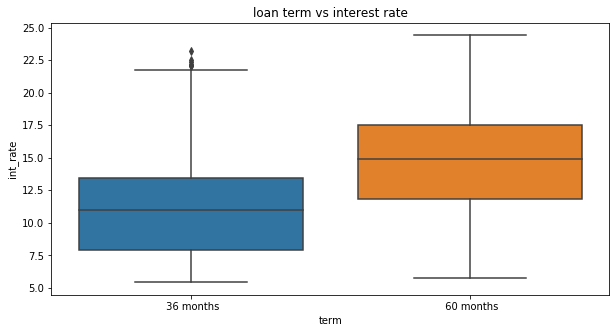 loan term vs interest rate
25.0
22.5
20.0
17.5
15.0
12.5
10.0
7.5
5.0
int_rate
36 months
60 months
term